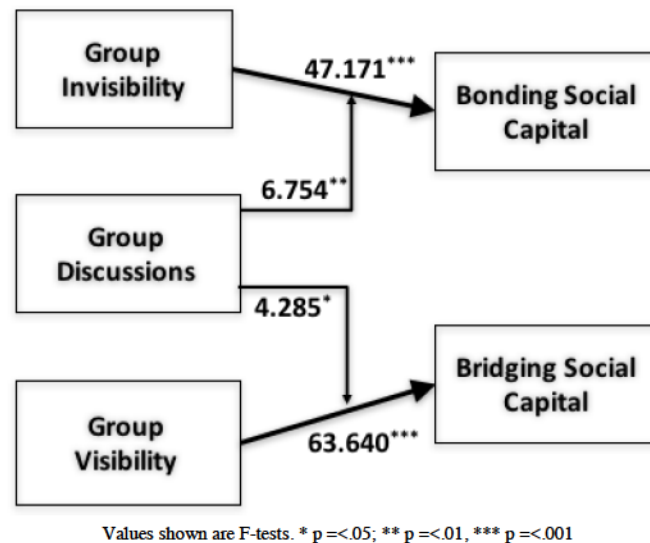 Group
Invisibility
47.171***
Bonding Social
Capital
6.754**
Group
Discussions
4.285*
Bridging Social
Capital
Group
Visibility
63.640***
Values shown are F-tests. * p =<.05; ** p =<.01, *** p =<.001